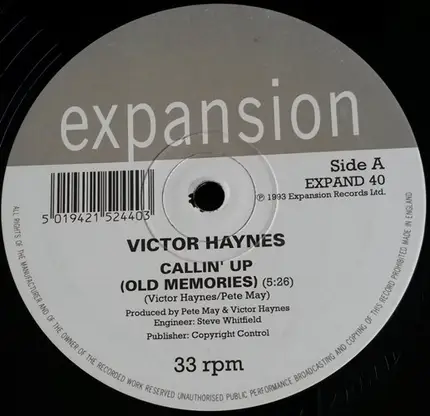 expansion
Side A
EXPAND 40
℗ 1993 Expansion Records Ltd.
5 019421 524403
VICTOR HAYNES
CALLIN' UP
(OLD MEMORIES) (5:26)
(Victor Haynes/Pete May)
Produced by Pete May & Victor Haynes
Engineer: Steve Whitfield
Publisher: Copyright Control
33 rpm
ALL RIGHTS OF THE MANUFACTURER AND OF THE OWNER OF THE RECORDED WORK RESERVED UNAUTHORISED PUBLIC PERFORMANCE BROADCASTING AND COPYING OF THIS RECORD PROHIBITED MADE IN ENGLAND